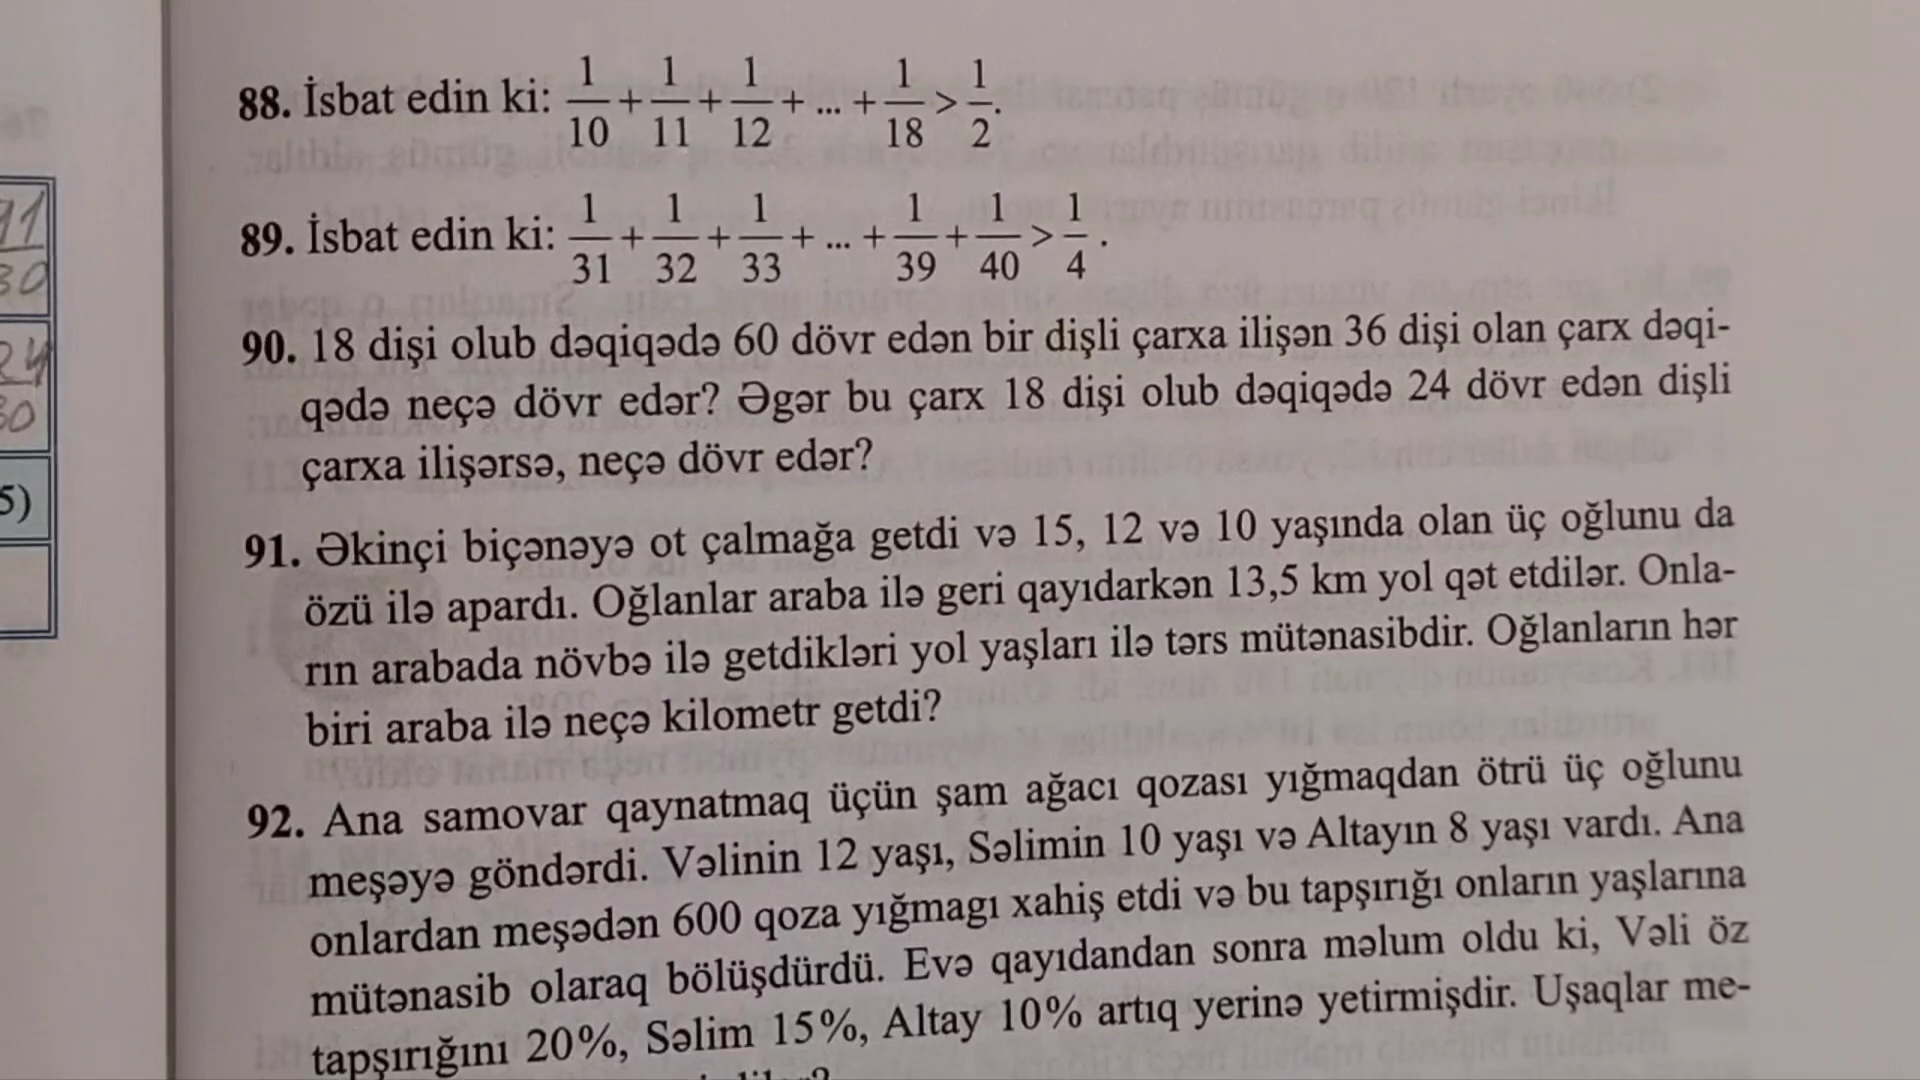 88. İsbat edin ki: 1/10 + 1/11 + 1/12 + ... + 1/18 > 1/2.
89. İsbat edin ki: 1/31 + 1/32 + 1/33 + ... + 1/39 + 1/40 > 1/4.
90. 18 dişi olub dəqiqədə 60 dövr edən bir dişli çarxa ilişən 36 dişi olan çarx dəqi-
qədə neçə dövr edər? Əgər bu çarx 18 dişi olub dəqiqədə 24 dövr edən dişli
çarxa ilişərsə, neçə dövr edər?
91. Əkinçi biçənəyə ot çalmağa getdi və 15, 12 və 10 yaşında olan üç oğlunu da
özü ilə apardı. Oğlanlar araba ilə geri qayıdarkən 13,5 km yol qət etdilər. Onla-
rın arabada növbə ilə getdikləri yol yaşları ilə tərs mütənasibdir. Oğlanların hər
biri araba ilə neçə kilometr getdi?
92. Ana samovar qaynatmaq üçün şam ağacı qozası yığmaqdan ötrü üç oğlunu
meşəyə göndərdi. Vəlinin 12 yaşı, Səlimin 10 yaşı və Altayın 8 yaşı vardı. Ana
onlardan meşədən 600 qoza yığmagı xahiş etdi və bu tapşırığı onların yaşlarına
mütənasib olaraq bölüşdürdü. Evə qayıdandan sonra məlum oldu ki, Vəli öz
tapşırığını 20%, Səlim 15%, Altay 10% artıq yerinə yetirmişdir. Uşaqlar me-
11
30
24
30
5)